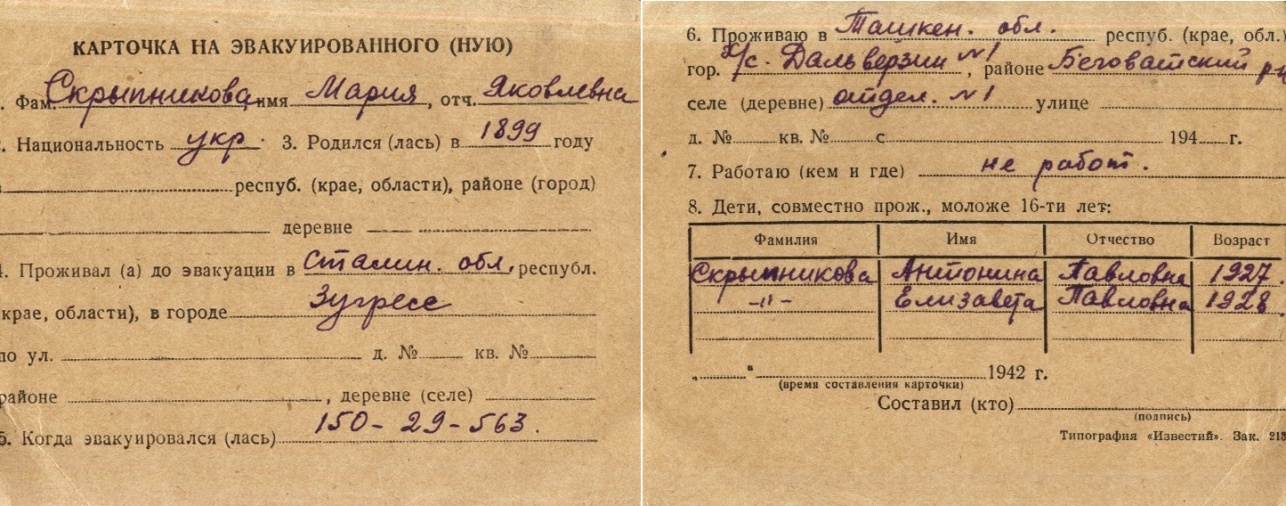 КАРТОЧКА НА ЭВАКУИРОВАННОГО (НУЮ)
. Фам. Скрыпникова, имя Мария, отч. Яковлевна
. Национальность укр. 3. Родился (лась) в 1899 году
респуб. (крае, области), районе (город)
деревне
4. Проживал (а) до эвакуации в Сталин. обл. республ.
крае, области), в городе Зугресс
по ул. д. № кв. №
районе , деревне (селе)
5. Когда эвакуировался (лась) 150-29-563.
6. Проживаю в Ташкен. обл. респуб. (крае, обл.)
гор. х/с. Дальверзин №1, районе Беговатский р-н
селе (деревне) отдел. №1 улице
д. № кв. № с 194 г.
7. Работаю (кем и где) не работ.
8. Дети, совместно прож., моложе 16-ти лет:
Фамилия Имя Отчество Возраст
Скрыпникова Антонина Павловна 1927
-"- Елизавета Павловна 1928.
„ “ 1942 г.
(время составления карточки)
Составил (кто)
(подпись)
Типография «Известий». Зак. 213